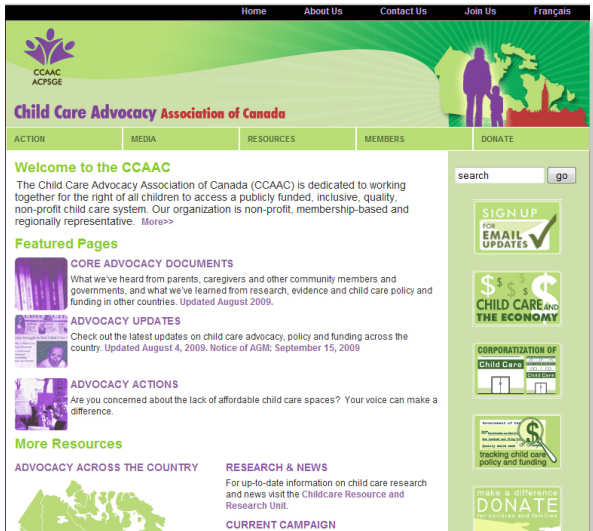 Home About Us Contact Us Join Us Français
CCAAC
ACPSGE
Child Care Advocacy Association of Canada
ACTION MEDIA RESOURCES MEMBERS DONATE
Welcome to the CCAAC
The Child Care Advocacy Association of Canada (CCAAC) is dedicated to working
together for the right of all children to access a publicly funded, inclusive, quality,
non-profit child care system. Our organization is non-profit, membership-based and
regionally representative. More>>
Featured Pages
CORE ADVOCACY DOCUMENTS
What we've heard from parents, caregivers and other community members and
governments, and what we've learned from research, evidence and child care policy and
funding in other countries. Updated August 2009.
ADVOCACY UPDATES
Check out the latest updates on child care advocacy, policy and funding across the
country. Updated August 4, 2009. Notice of AGM: September 15, 2009
ADVOCACY ACTIONS
Are you concerned about the lack of affordable child care spaces? Your voice can make a
difference.
More Resources
ADVOCACY ACROSS THE COUNTRY
RESEARCH & NEWS
For up-to-date information on child care research
and news visit the Childcare Resource and
Research Unit.
CURRENT CAMPAIGN
search go
SIGN UP
FOR
EMAIL
UPDATES
$ $ $ $ $
CHILD CARE AND
THE ECONOMY
CORPORATIZATION OF
Child Care
Child Care
$
tracking child care
policy and funding
make a difference
DONATE
for children and families